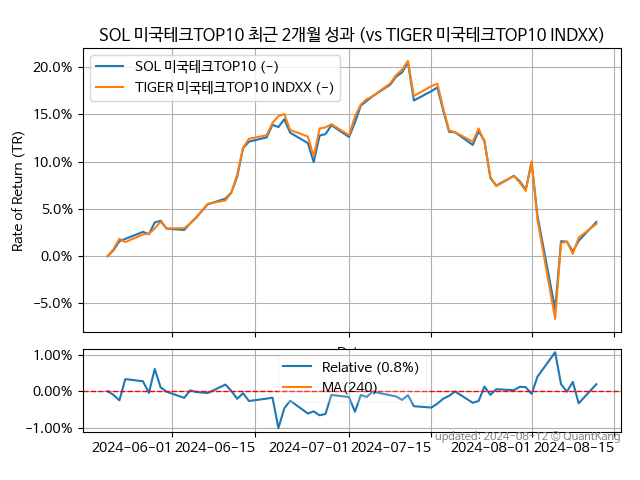 SOL 미국테크TOP10 최근 2개월 성과 (vs TIGER 미국테크TOP10 INDXX)
SOL 미국테크TOP10 (-)
TIGER 미국테크TOP10 INDXX (-)
Rate of Return (TR)
20.0%
15.0%
10.0%
5.0%
0.0%
-5.0%
1.00%
0.00%
-1.00%
Relative (0.8%)
MA(240)
2024-06-01
2024-06-15
2024-07-01
2024-07-15
2024-08-01
2024-08-15
updated: 2024-08-12 © QuantKang